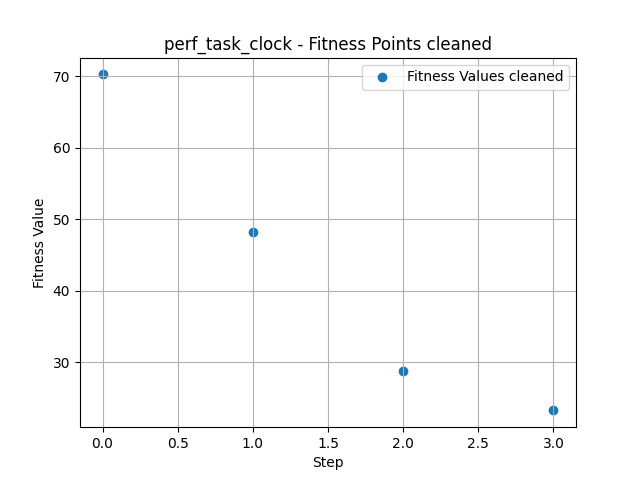 perf_task_clock - Fitness Points cleaned
Fitness Values cleaned
70
60
50
40
30
Fitness Value
0.0 0.5 1.0 1.5 2.0 2.5 3.0
Step